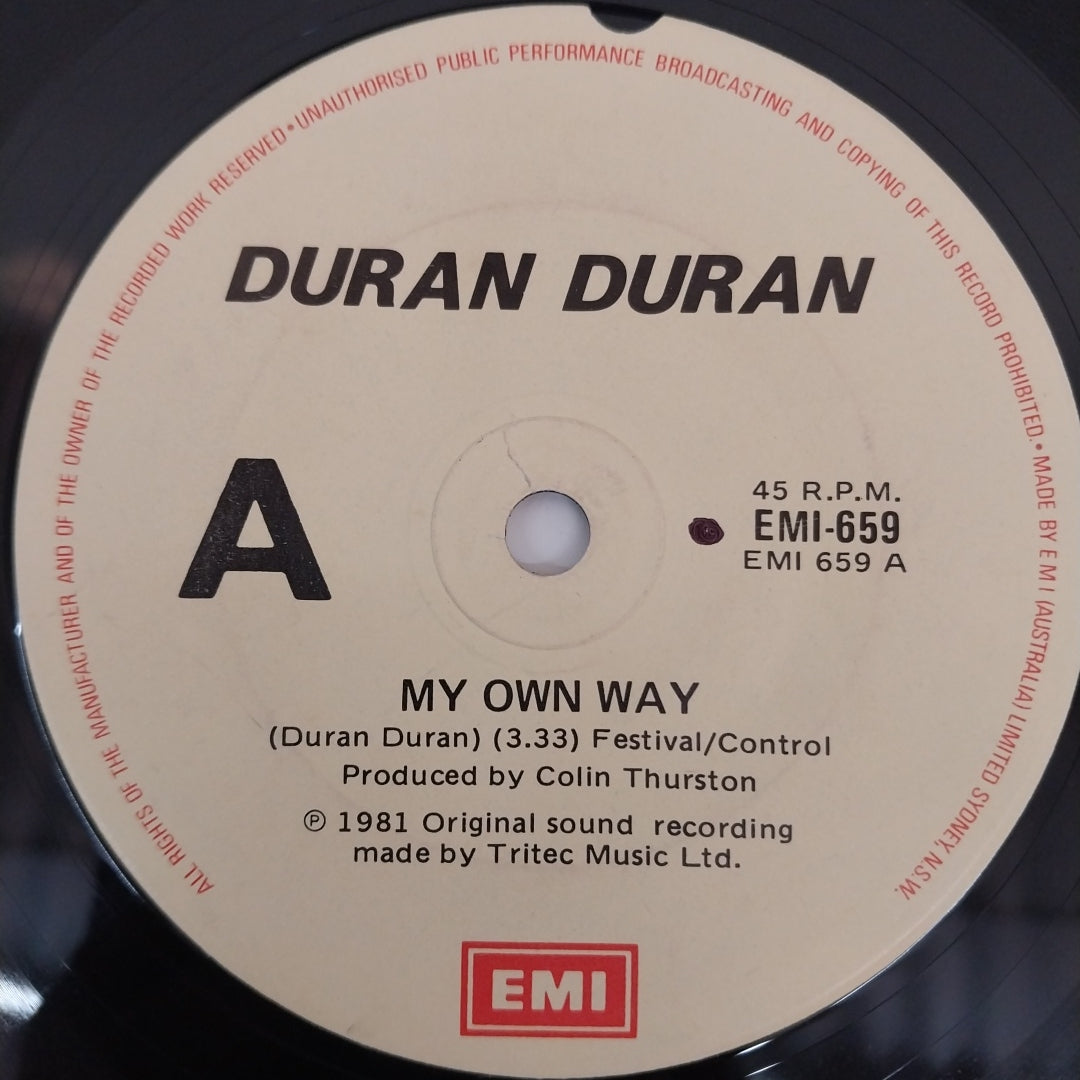 ALL RIGHTS OF THE MANUFACTURER AND OF THE OWNER OF THE RECORDED WORK RESERVED • UNAUTHORISED PUBLIC PERFORMANCE BROADCASTING AND COPYING OF THIS RECORD PROHIBITED. • MADE BY E M I (AUSTRALIA) LIMITED SYDNEY, N.S.W.
DURAN DURAN
A
45 R.P.M.
EMI-659
EMI 659 A
MY OWN WAY
(Duran Duran) (3.33) Festival/Control
Produced by Colin Thurston
℗ 1981 Original sound recording
made by Tritec Music Ltd.
EMI